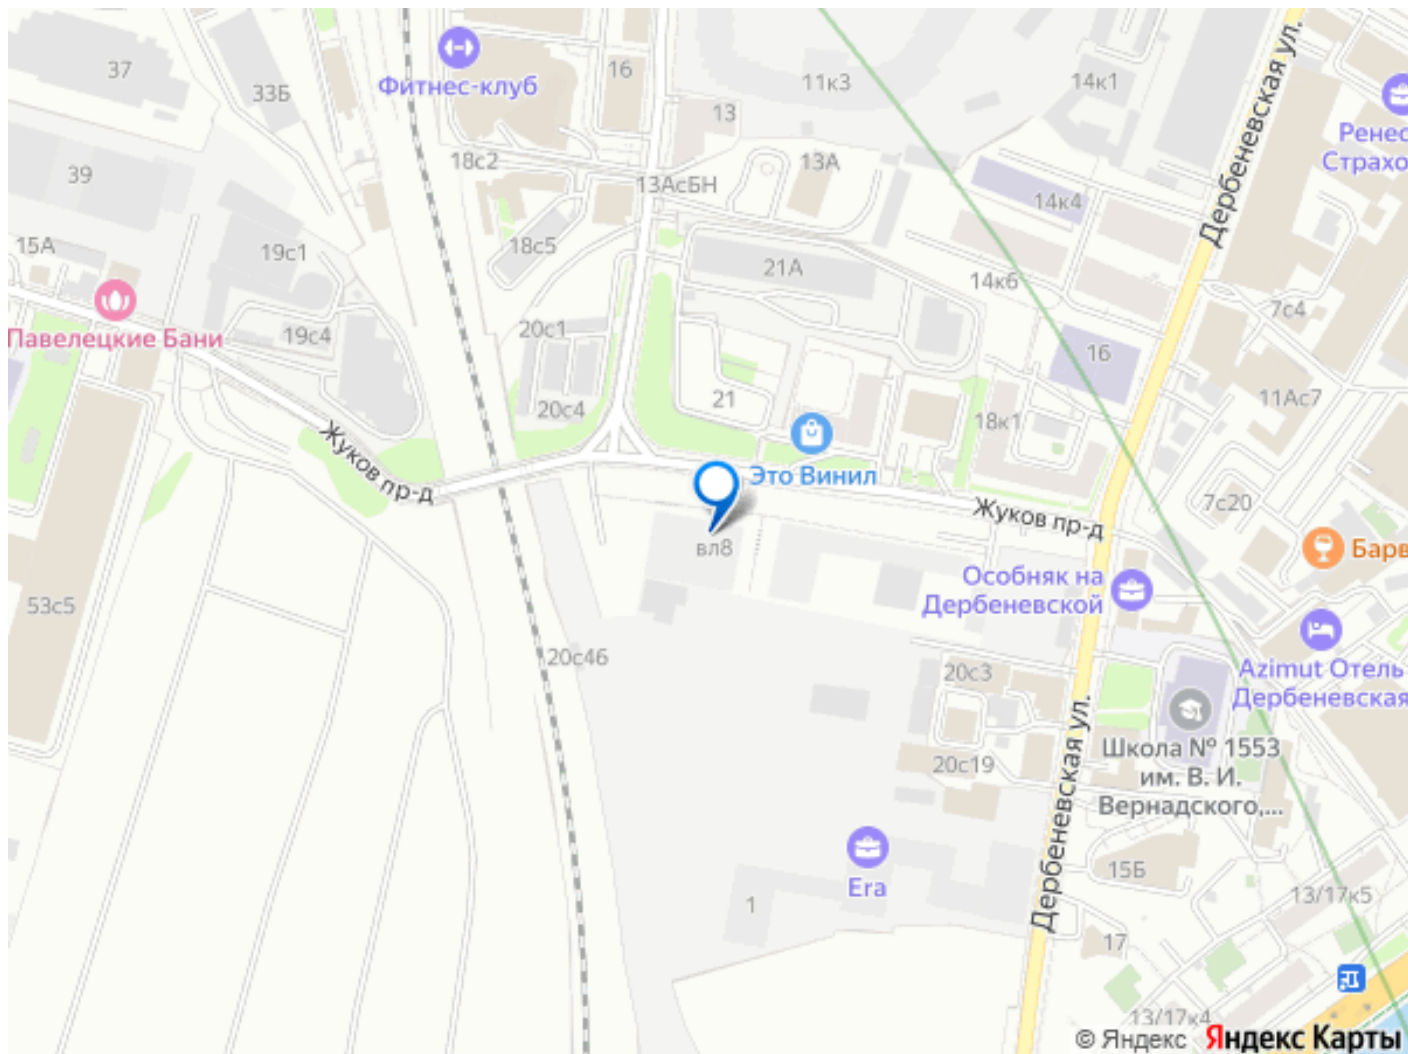 37
33Б
Фитнес-клуб
16
11к3
14к1
Дербеневская ул.
Ренес
Страхо
13
18с2
39
13АсБН
13А
14к4
15А
19с1
18с5
21А
14к6
7с4
Павелецкие Бани
19с4
20с1
16
20с4
21
18к1
11Ас7
Жуков пр-д
Это Винил
Жуков пр-д
7с20
вл8
Барв
Особняк на
Дербеневской
53с5
20с46
20с3
Azimut Отель
Дербеневская
Дербеневская ул.
20с19
Школа № 1553
им. В. И.
Вернадского,...
Era
1
15Б
13/17к5
17
13/17к4
© Яндекс Яндекс Карты